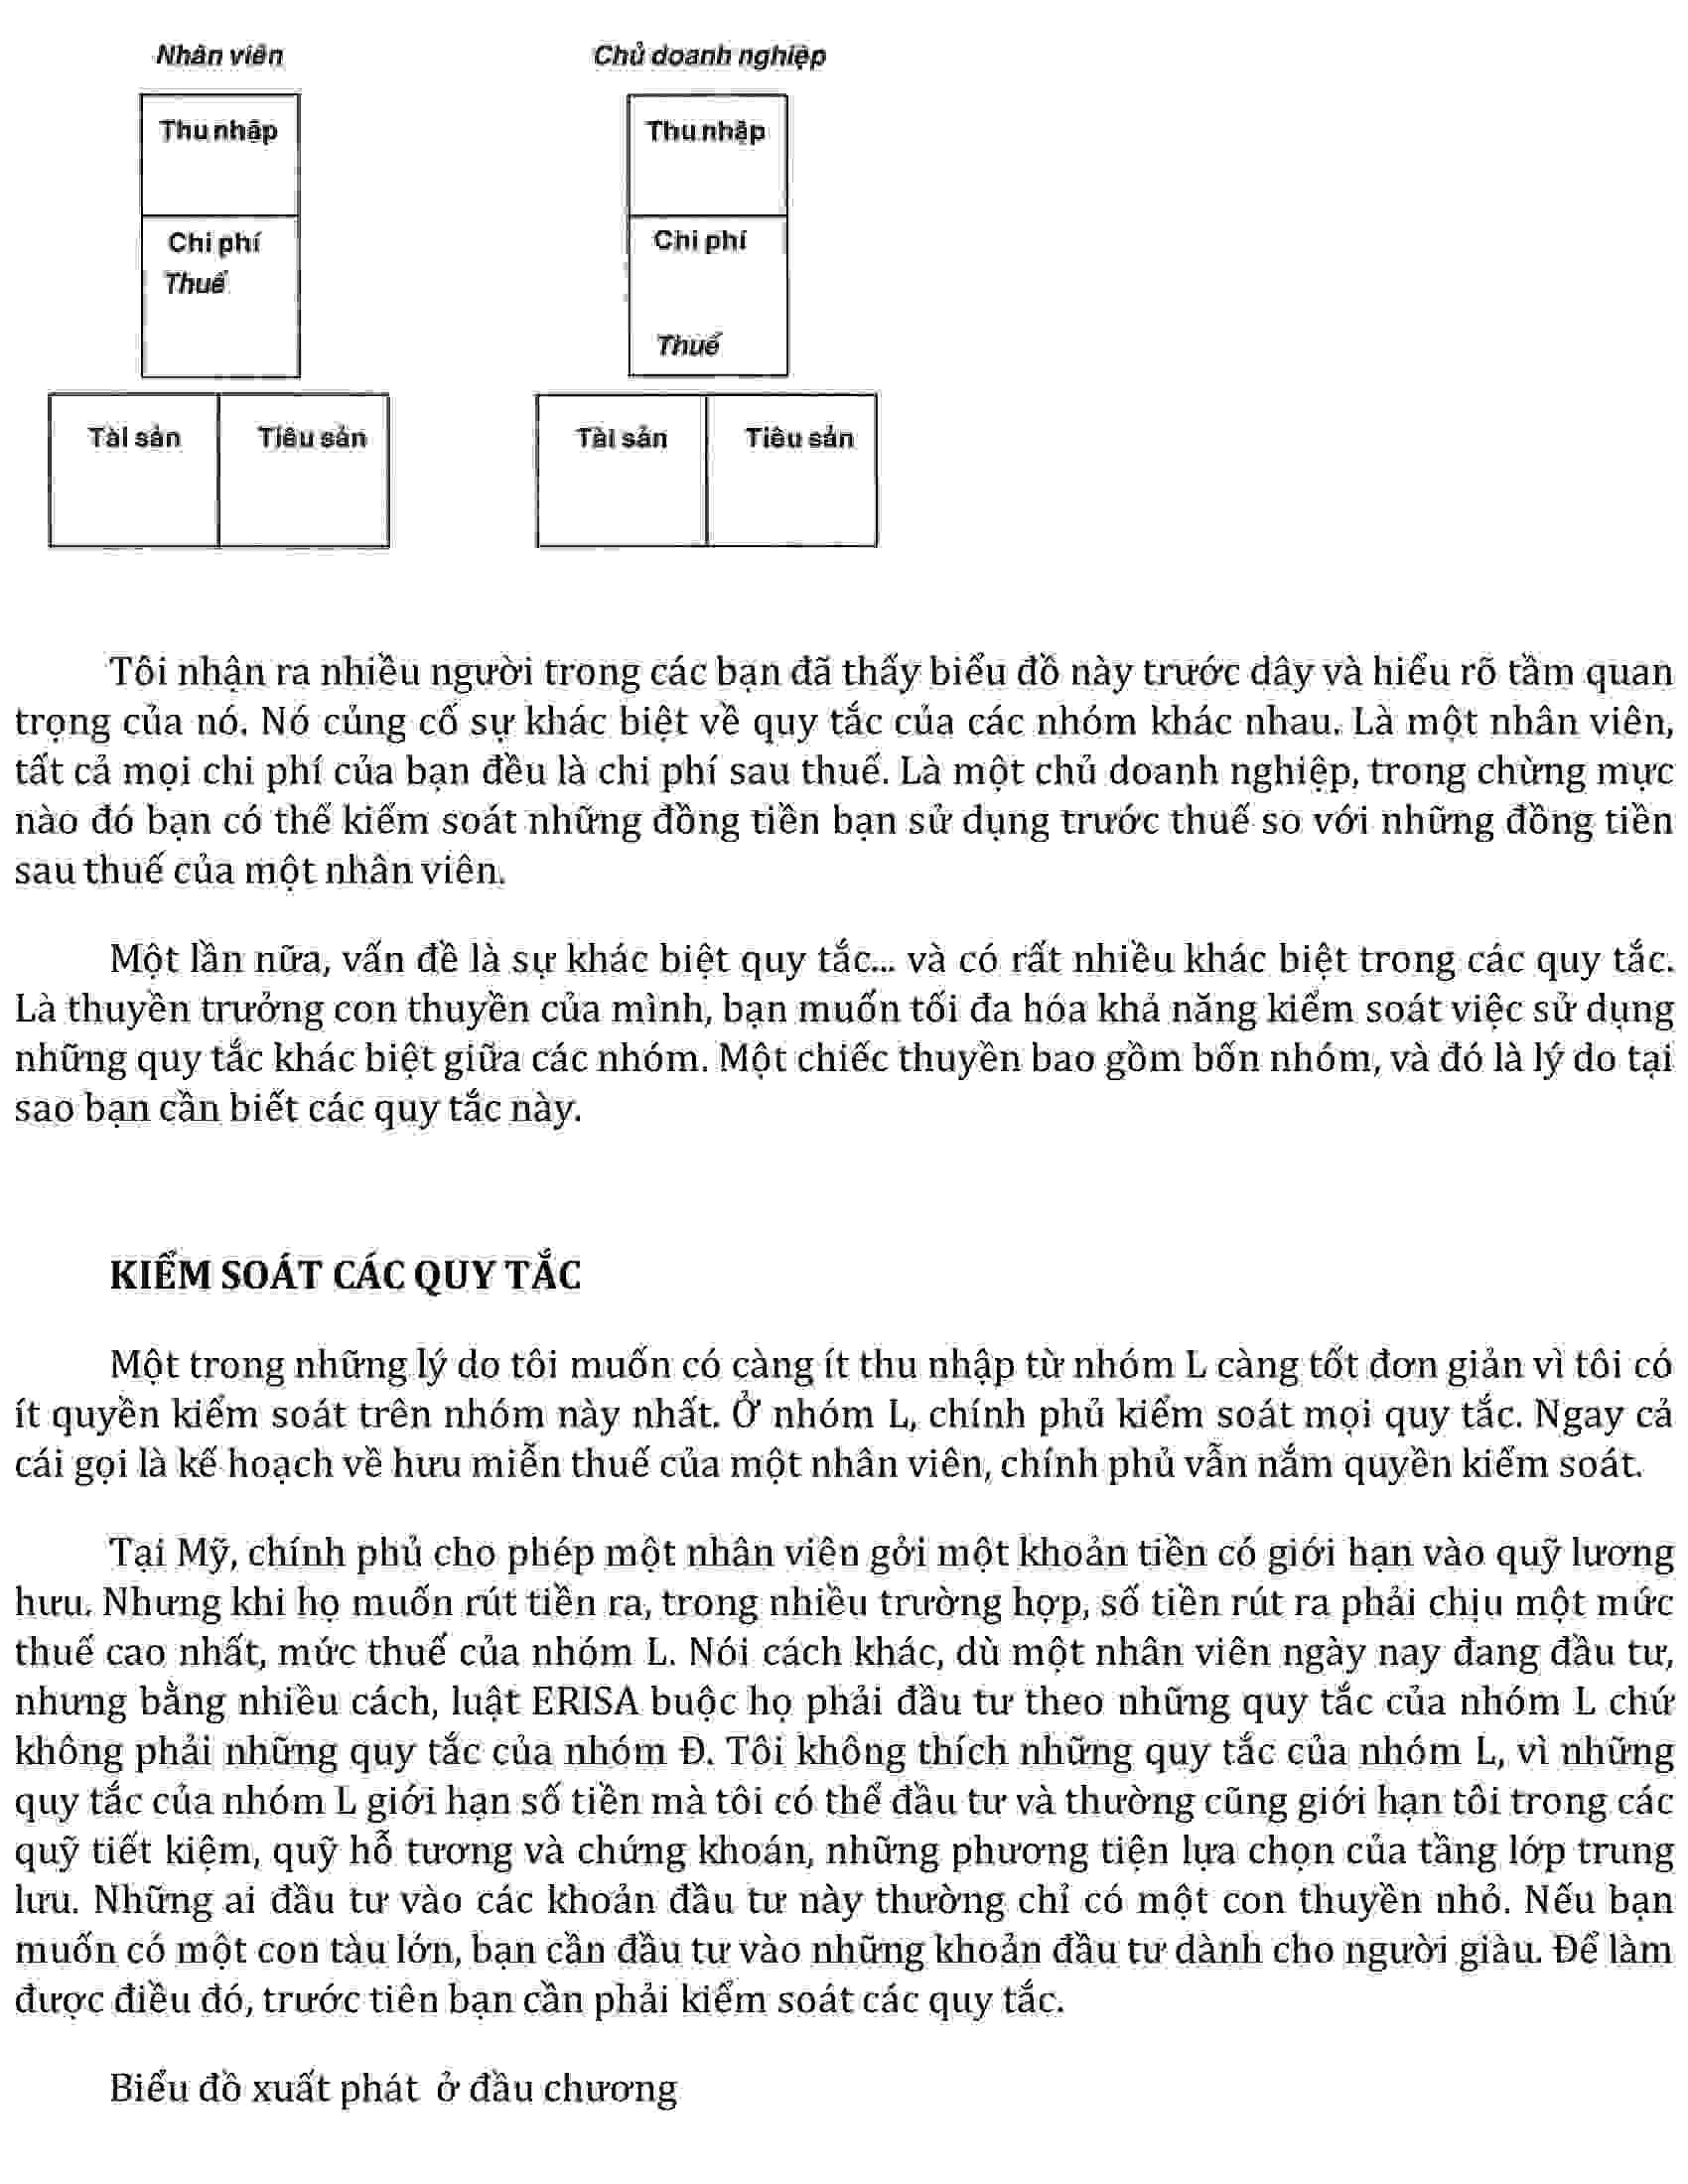 Nhân viên
Chủ doanh nghiệp
Thu nhập
Thu nhập
Chi phí
Thuế
Chi phí
Thuế
Tài sản
Tiêu sản
Tài sản
Tiêu sản
Tôi nhận ra nhiều người trong các bạn đã thấy biểu đồ này trước dây và hiểu rõ tầm quan
trọng của nó. Nó củng cố sự khác biệt về quy tắc của các nhóm khác nhau. Là một nhân viên,
tất cả mọi chi phí của bạn đều là chi phí sau thuế. Là một chủ doanh nghiệp, trong chừng mực
nào đó bạn có thể kiểm soát những đồng tiền bạn sử dụng trước thuế so với những đồng tiền
sau thuế của một nhân viên.
Một lần nữa, vấn đề là sự khác biệt quy tắc... và có rất nhiều khác biệt trong các quy tắc.
Là thuyền trưởng con thuyền của mình, bạn muốn tối đa hóa khả năng kiểm soát việc sử dụng
những quy tắc khác biệt giữa các nhóm. Một chiếc thuyền bao gồm bốn nhóm, và đó là lý do tại
sao bạn cần biết các quy tắc này.
KIỂM SOÁT CÁC QUY TẮC
Một trong những lý do tôi muốn có càng ít thu nhập từ nhóm L càng tốt đơn giản vì tôi có
ít quyền kiểm soát trên nhóm này nhất. Ở nhóm L, chính phủ kiểm soát mọi quy tắc. Ngay cả
cái gọi là kế hoạch về hưu miễn thuế của một nhân viên, chính phủ vẫn nắm quyền kiểm soát.
Tại Mỹ, chính phủ cho phép một nhân viên gởi một khoản tiền có giới hạn vào quỹ lương
hưu. Nhưng khi họ muốn rút tiền ra, trong nhiều trường hợp, số tiền rút ra phải chịu một mức
thuế cao nhất, mức thuế của nhóm L. Nói cách khác, dù một nhân viên ngày nay đang đầu tư,
nhưng bằng nhiều cách, luật ERISA buộc họ phải đầu tư theo những quy tắc của nhóm L chứ
không phải những quy tắc của nhóm Đ. Tôi không thích những quy tắc của nhóm L, vì những
quy tắc của nhóm L giới hạn số tiền mà tôi có thể đầu tư và thường cũng giới hạn tôi trong các
quỹ tiết kiệm, quỹ hỗ tương và chứng khoán, những phương tiện lựa chọn của tầng lớp trung
lưu. Những ai đầu tư vào các khoản đầu tư này thường chỉ có một con thuyền nhỏ. Nếu bạn
muốn có một con tàu lớn, bạn cần đầu tư vào những khoản đầu tư dành cho người giàu. Để làm
được điều đó, trước tiên bạn cần phải kiểm soát các quy tắc.
Biểu đồ xuất phát ở đầu chương